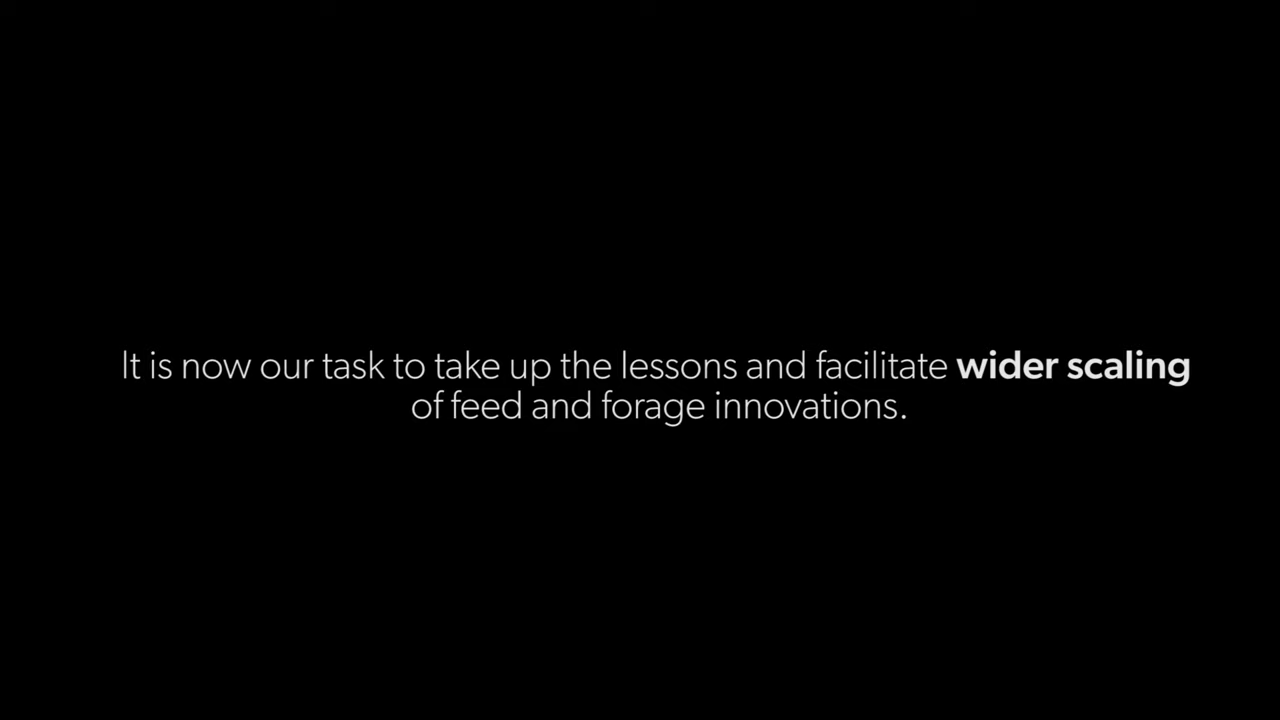 It is now our task to take up the lessons and facilitate wider scaling
of feed and forage innovations.